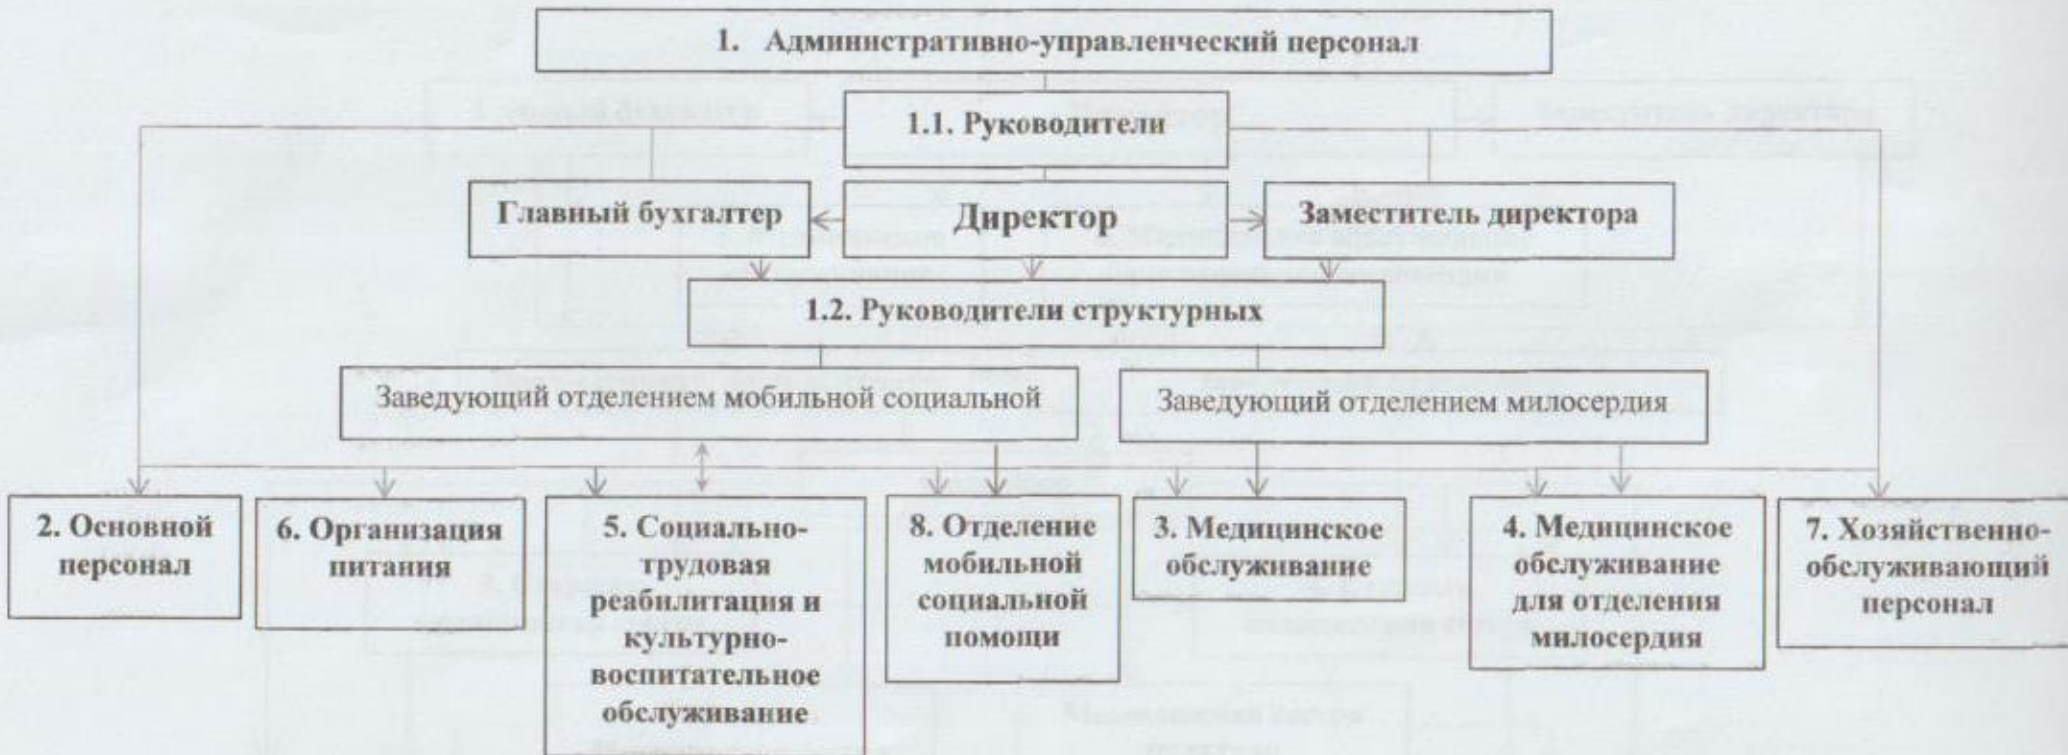 1. Административно-управленческий персонал
1.1. Руководители
Главный бухгалтер
Директор
Заместитель директора
1.2. Руководители структурных
Заведующий отделением мобильной социальной
Заведующий отделением милосердия
2. Основной
персонал
6. Организация
питания
5. Социально-
трудовая
реабилитация и
культурно-
воспитательное
обслуживание
8. Отделение
мобильной
социальной
помощи
3. Медицинское
обслуживание
4. Медицинское
обслуживание
для отделения
милосердия
7. Хозяйственно-
обслуживающий
персонал